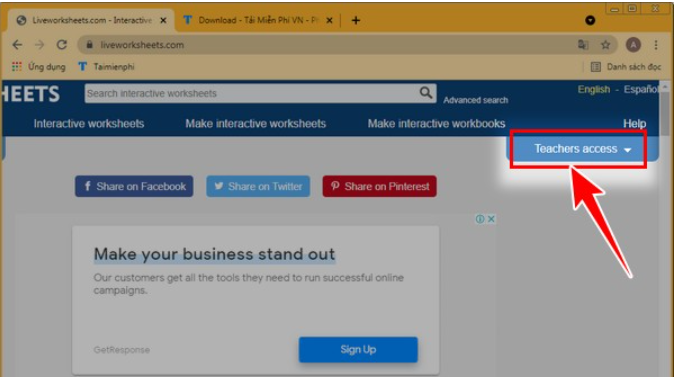 Liveworksheets.com - Interactive
Download - Tải Miễn Phí VN - Ph
liveworksheets.com
A
Ứng dụng Taimienphi Danh sách đọc
HEETS Search interactive worksheets Advanced search English - Español
Interactive worksheets Make interactive worksheets Make interactive workbooks Help
Teachers access
Share on Facebook Share on Twitter Share on Pinterest
Make your business stand out
Our customers get all the tools they need to run successful online
campaigns.
GetResponse Sign Up